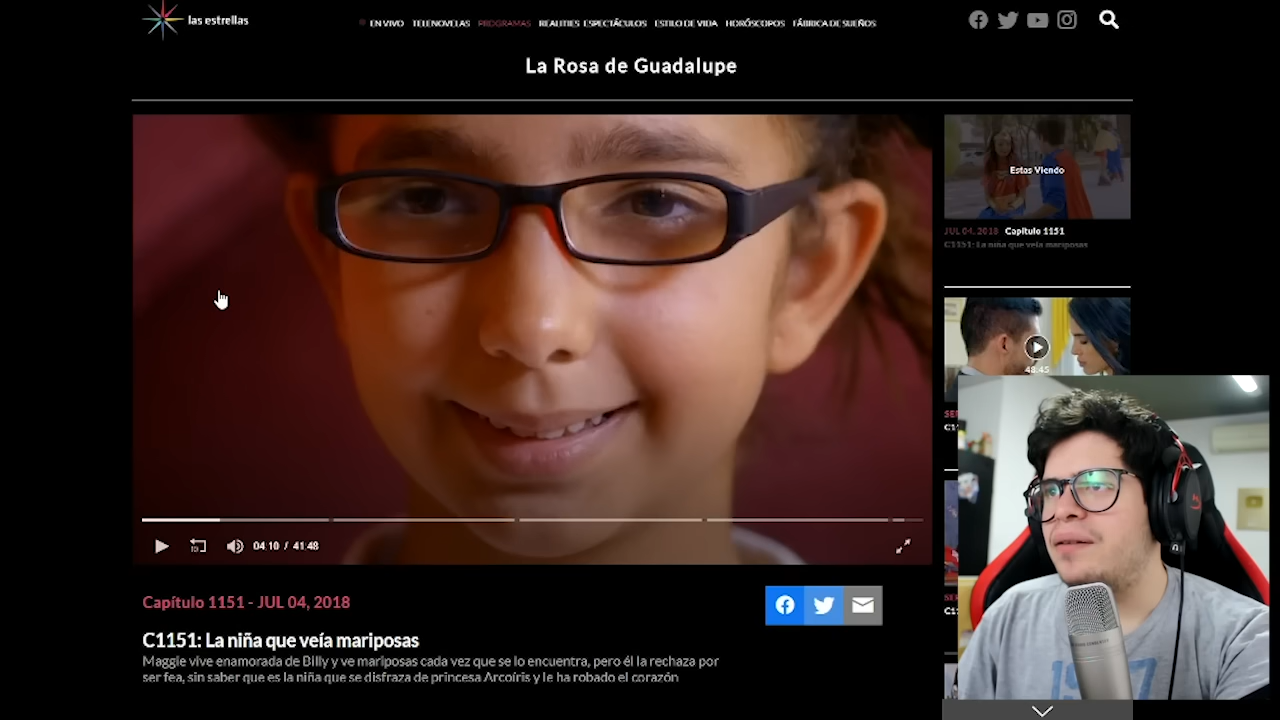 las estrellas
EN VIVO TELENOVELAS PROGRAMAS REALITIES ESPECTÁCULOS ESTILO DE VIDA HORÓSCOPOS FÁBRICA DE SUEÑOS
La Rosa de Guadalupe
Estas Viendo
JUL 04, 2018 Capítulo 1151
C1151: La niña que veía mariposas
48:45
04:10 / 41:48
Capítulo 1151 - JUL 04, 2018
C1151: La niña que veía mariposas
Maggie vive enamorada de Billy y ve mariposas cada vez que se lo encuentra, pero él la rechaza por
ser fea, sin saber que es la niña que se disfraza de princesa Arcoíris y le ha robado el corazón